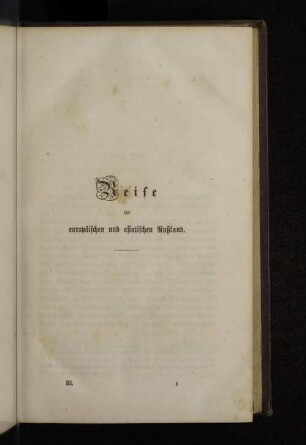 Reise
im
europäischen und asiatischen Rußland.
III. 1